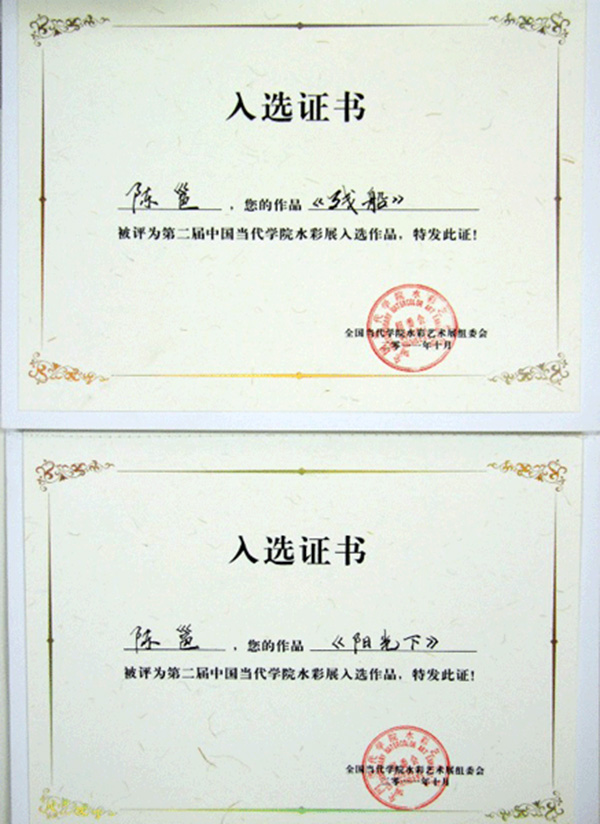 入选证书
陈邕,您的作品《残船》
被评为第二届中国当代学院水彩展入选作品,特发此证!
全国当代学院水彩艺术展组委会
二零一一年十月
入选证书
陈邕,您的作品《阳光下》
被评为第二届中国当代学院水彩展入选作品,特发此证!
全国当代学院水彩艺术展组委会
二零一一年十月